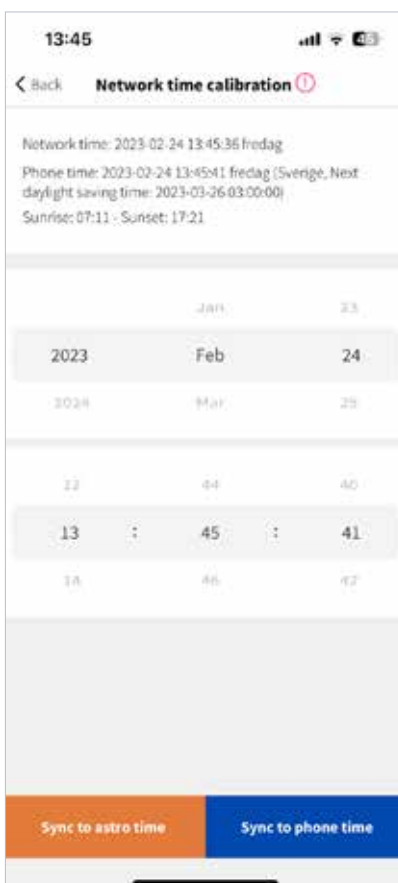 13:45
Back Network time calibration
Network time: 2023-02-24 13:45:36 fredag
Phone time: 2023-02-24 13:45:41 fredag (Sverige, Next
daylight saving time: 2023-03-26 03:00:00)
Sunrise: 07:11 - Sunset: 17:21
Jan 23
2023 Feb 24
2024 Mar 25
12 44 40
13 : 45 : 41
14 46 42
Sync to astro time Sync to phone time